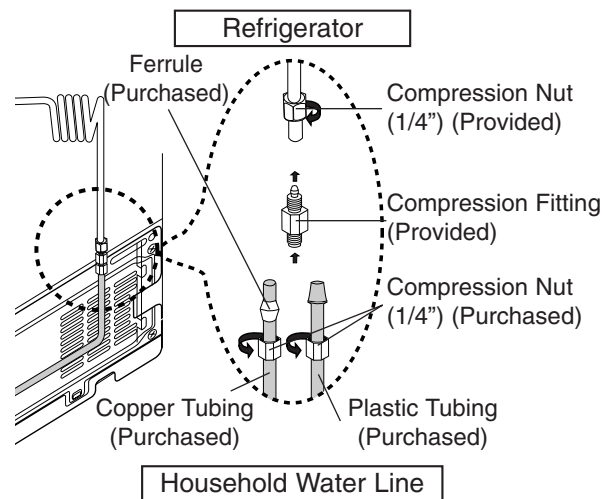 Refrigerator
Ferrule
(Purchased)
Compression Nut
(1/4”) (Provided)
Compression Fitting
(Provided)
Compression Nut
(1/4”) (Purchased)
Copper Tubing
(Purchased)
Plastic Tubing
(Purchased)
Household Water Line